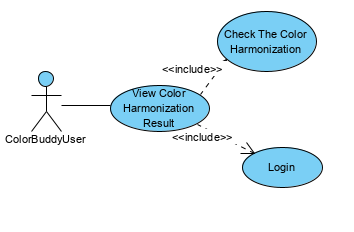 Check The Color
Harmonization
<<include>>
View Color
Harmonization
Result
ColorBuddyUser
<<include>>
Login